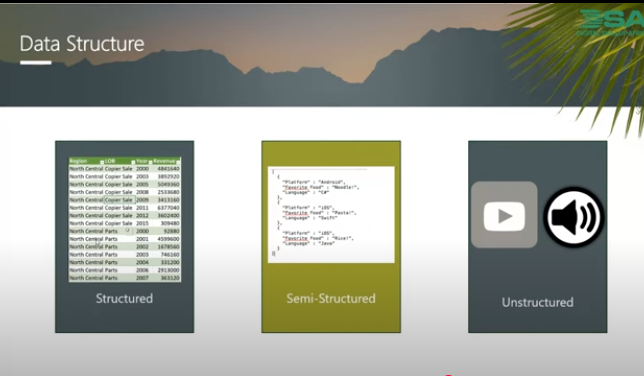 Data Structure
Region LOB Year Revenue
North Central Copier Sale 2000 4841640
North Central Copier Sale 2003 3892920
North Central Copier Sale 2005 5049360
North Central Copier Sale 2008 2533680
North Central Copier Sale 2009 3413160
North Central Copier Sale 2011 6377040
North Central Copier Sale 2012 3602400
North Central Copier Sale 2015 309480
North Central Parts 2000 92880
North Central Parts 2001 4599600
North Central Parts 2002 1678560
North Central Parts 2003 746160
North Central Parts 2004 331200
North Central Parts 2006 2913000
North Central Parts 2007 363120
Structured
[
{
"Platform" : "Android",
"Favorite Food" : "Noodle!",
"Language" : "C#"
},
{
"Platform" : "iOS",
"Favorite Food" : "Pasta!",
"Language" : "Swift"
},
{
"Platform" : "iOS",
"Favorite Food" : "Rice!",
"Language" : "Java"
}
]
Semi-Structured
Unstructured